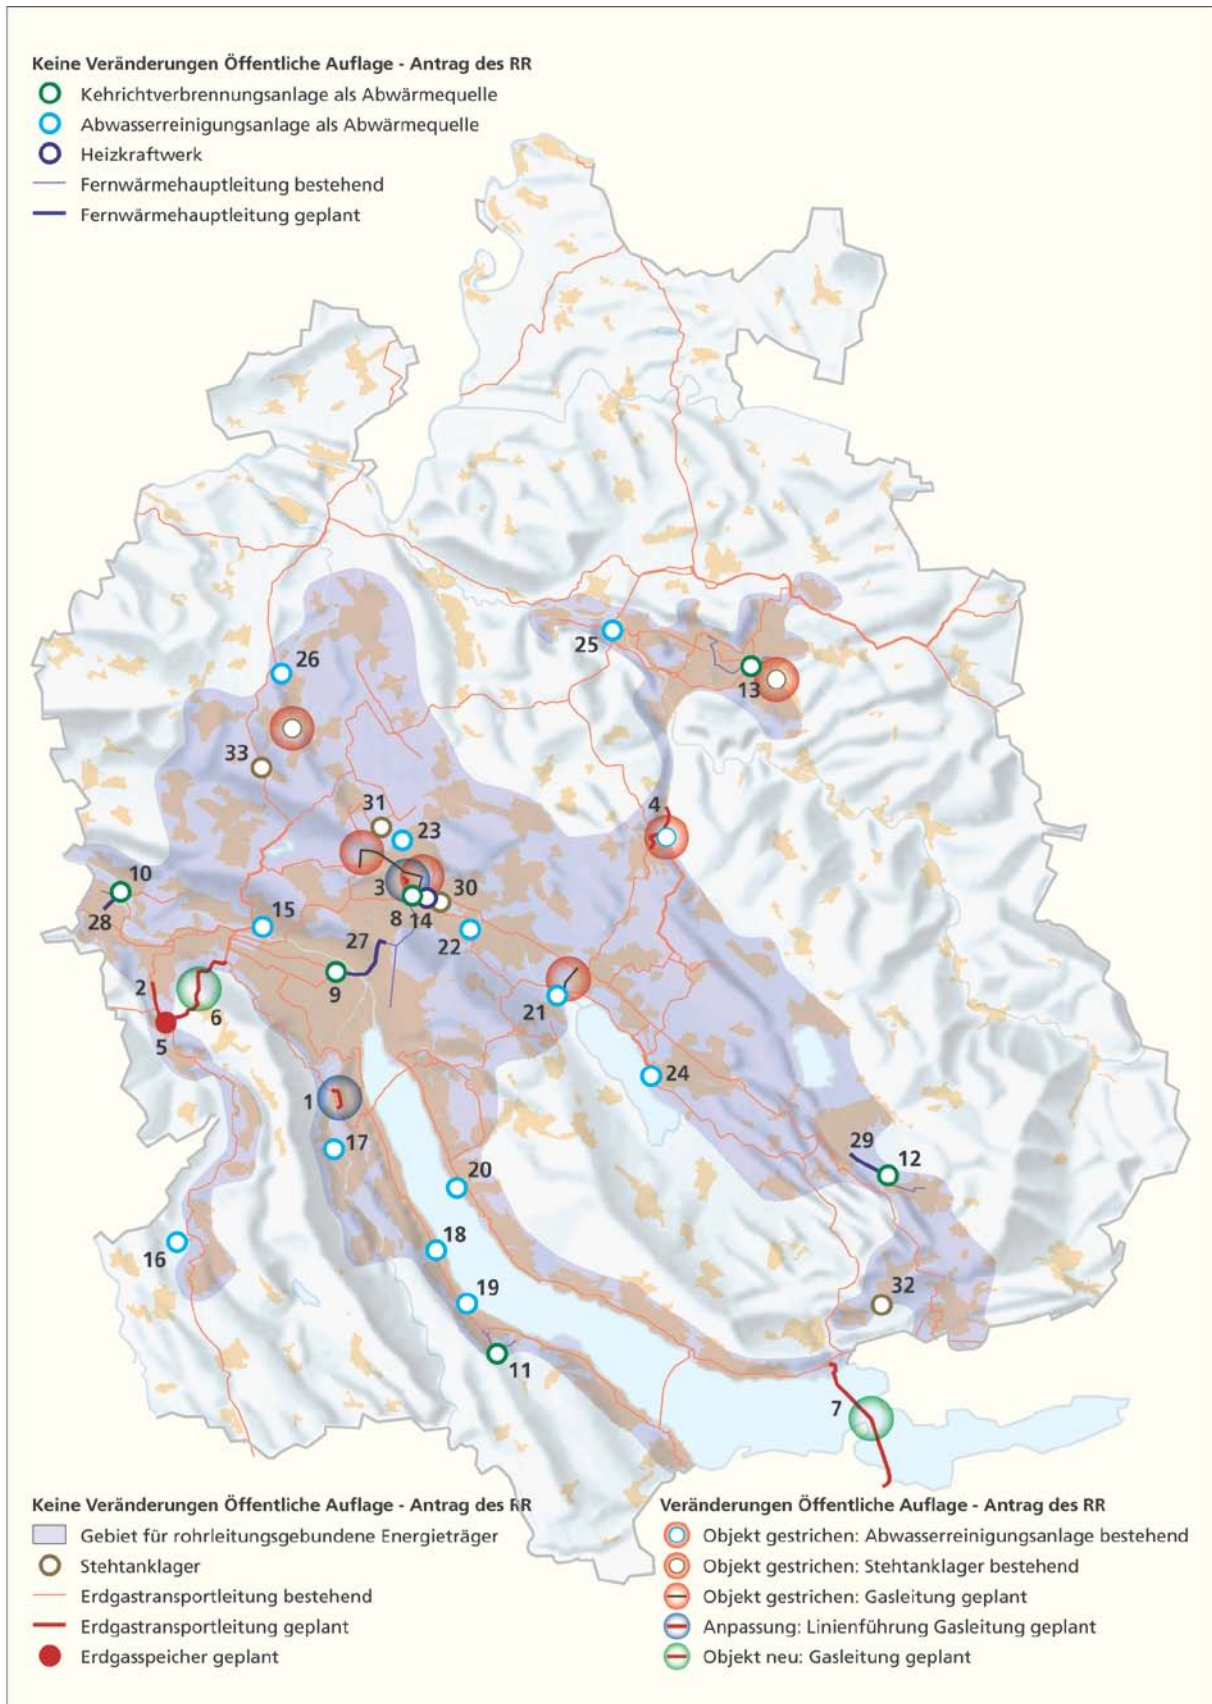 Keine Veränderungen Öffentliche Auflage - Antrag des RR
Kehrichtverbrennungsanlage als Abwärmequelle
Abwasserreinigungsanlage als Abwärmequelle
Heizkraftwerk
Fernwärmehauptleitung bestehend
Fernwärmehauptleitung geplant
25
26
13
33
31
4
23
10
3
30
28
8
14
15
22
27
2
9
6
21
5
24
1
17
29
12
20
16
18
32
19
11
7
Keine Veränderungen Öffentliche Auflage - Antrag des RR
Gebiet für rohrleitungsgebundene Energieträger
Stehtanklager
Erdgastransportleitung bestehend
Erdgastransportleitung geplant
Erdgasspeicher geplant
Veränderungen Öffentliche Auflage - Antrag des RR
Objekt gestrichen: Abwasserreinigungsanlage bestehend
Objekt gestrichen: Stehtanklager bestehend
Objekt gestrichen: Gasleitung geplant
Anpassung: Linienführung Gasleitung geplant
Objekt neu: Gasleitung geplant